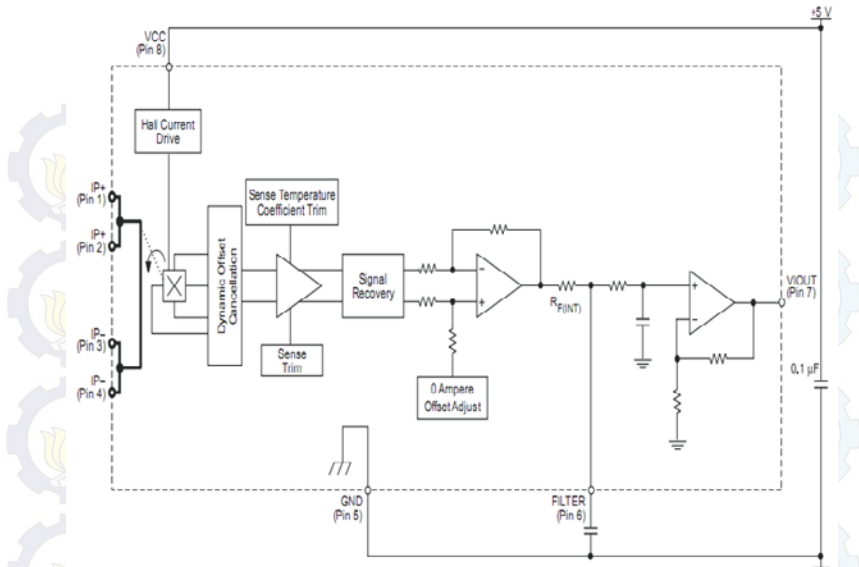 +5 V
VCC
(Pin 8)
Hall Current
Drive
IP+
(Pin 1)
IP+
(Pin 2)
IP−
(Pin 3)
IP−
(Pin 4)
Dynamic Offset
Cancellation
Sense Temperature
Coefficient Trim
Sense
Trim
Signal
Recovery
0 Ampere
Offset Adjust
−
+
RF(INT)
+
−
VIOUT
(Pin 7)
0.1 µF
GND
(Pin 5)
FILTER
(Pin 6)